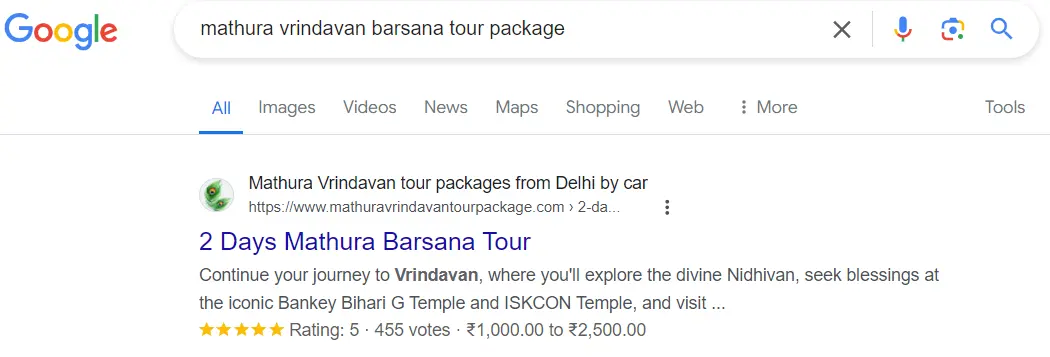 Google
mathura vrindavan barsana tour package
All Images Videos News Maps Shopping Web More Tools
Mathura Vrindavan tour packages from Delhi by car
https://www.mathuravrindavantourpackage.com › 2-da...
2 Days Mathura Barsana Tour
Continue your journey to Vrindavan, where you'll explore the divine Nidhivan, seek blessings at
the iconic Bankey Bihari G Temple and ISKCON Temple, and visit ...
Rating: 5 · 455 votes · ₹1,000.00 to ₹2,500.00